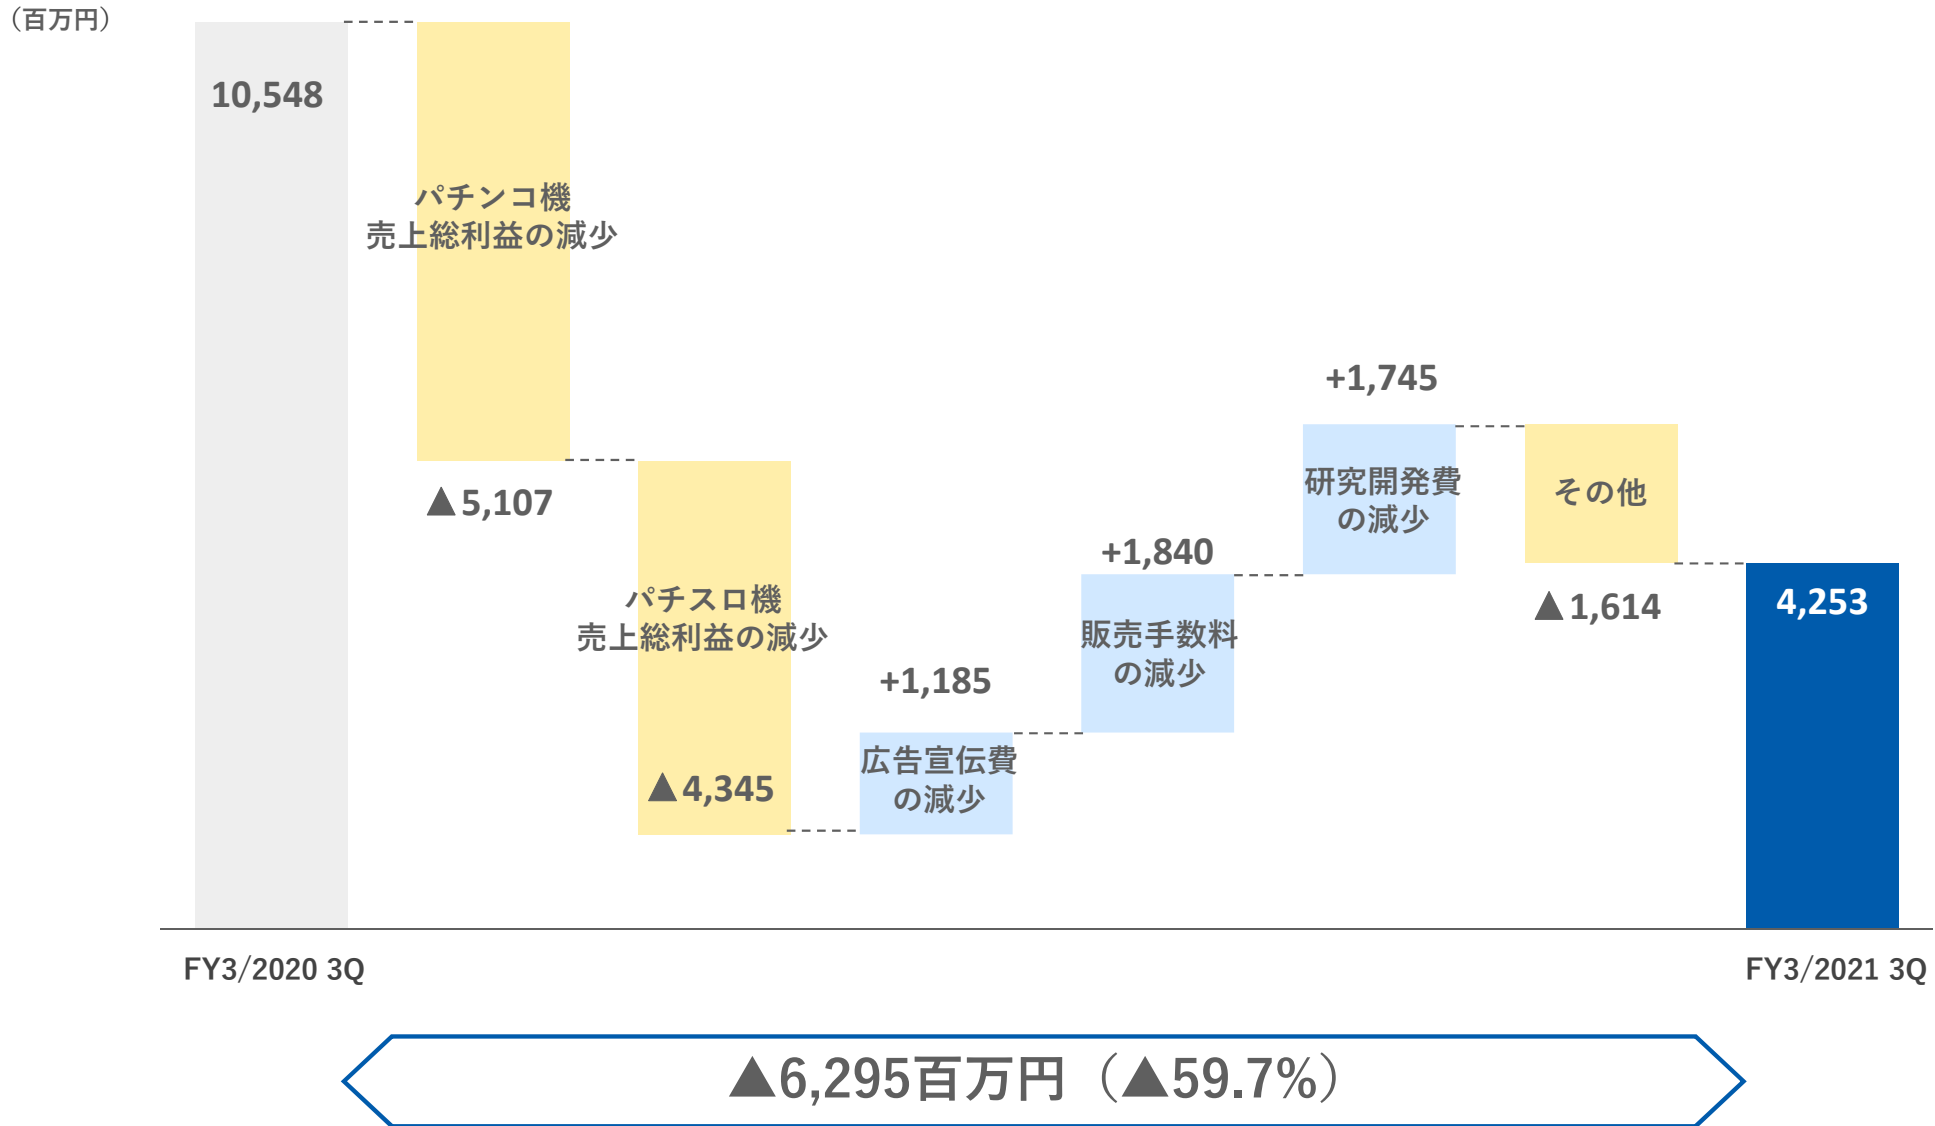 （百万円）
10,548
パチンコ機
売上総利益の減少
▲5,107
パチスロ機
売上総利益の減少
▲4,345
+1,185
広告宣伝費
の減少
+1,840
販売手数料
の減少
+1,745
研究開発費
の減少
その他
▲1,614
4,253
FY3/2020 3Q
FY3/2021 3Q
▲6,295百万円（▲59.7%）